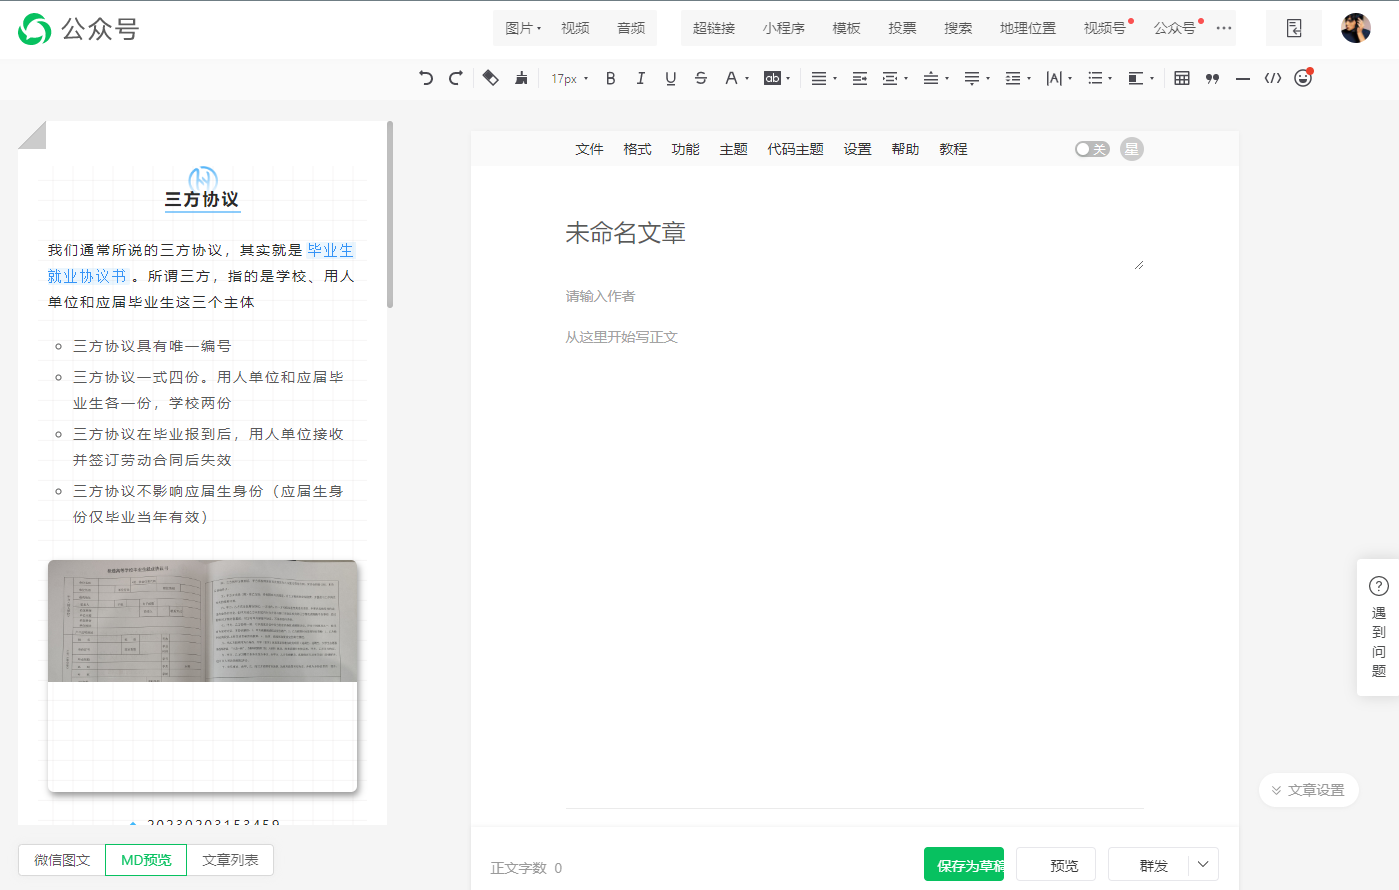 公众号
图片 视频 音频 超链接 小程序 模板 投票 搜索 地理位置 视频号 公众号 ···
17px B I U S A ab A
三方协议
我们通常所说的三方协议，其实就是 毕业生
就业协议书 。所谓三方，指的是学校、用人
单位和应届毕业生这三个主体
三方协议具有唯一编号
三方协议一式四份。用人单位和应届毕
业生各一份，学校两份
三方协议在毕业报到后，用人单位接收
并签订劳动合同后失效
三方协议不影响应届生身份（应届生身
份仅毕业当年有效）
20230203153459
微信图文 MD预览 文章列表
文件 格式 功能 主题 代码主题 设置 帮助 教程 关 星
未命名文章
请输入作者
从这里开始写正文
遇到问题
文章设置
正文字数 0 保存为草稿 预览 群发